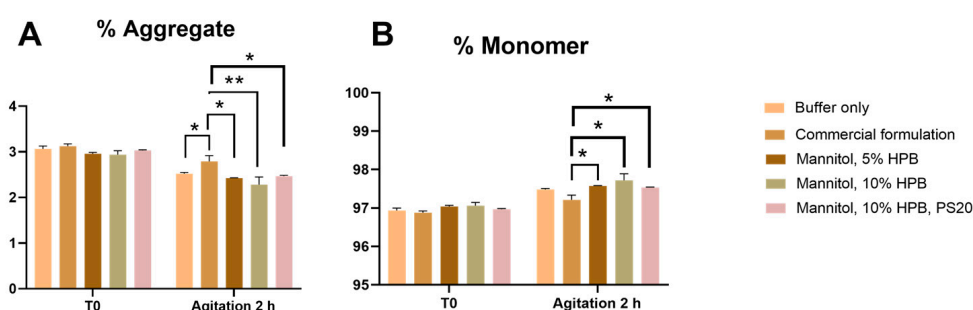 A
% Aggregate
4
3
2
1
0
*
**
*
*
T0
Agitation 2 h
B
% Monomer
100
99
98
97
96
95
*
*
*
T0
Agitation 2 h
Buffer only
Commercial formulation
Mannitol, 5% HPB
Mannitol, 10% HPB
Mannitol, 10% HPB, PS20